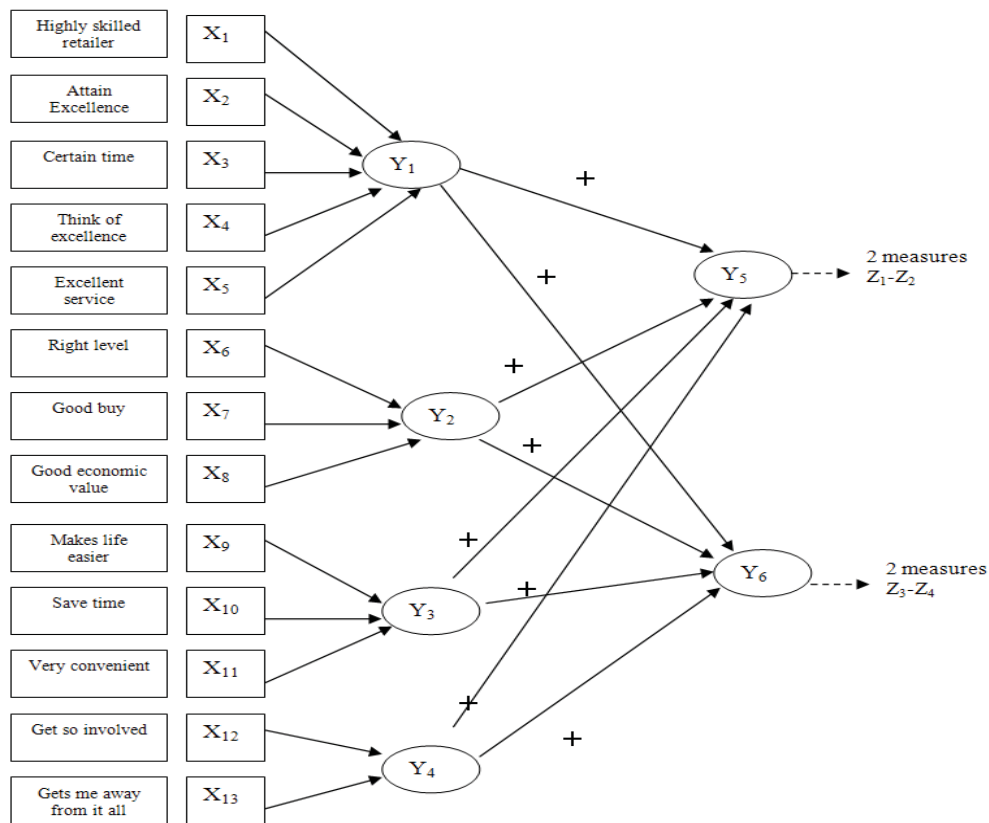 Highly skilled
retailer
X₁
Attain
Excellence
X₂
Certain time
X₃
Think of
excellence
X₄
Excellent
service
X₅
Right level
X₆
Good buy
X₇
Good economic
value
X₈
Makes life
easier
X₉
Save time
X₁₀
Very convenient
X₁₁
Get so involved
X₁₂
Gets me away
from it all
X₁₃
Y₁
Y₂
Y₃
Y₄
+
+
+
+
+
+
+
+
Y₅
2 measures
Z₁-Z₂
Y₆
2 measures
Z₃-Z₄